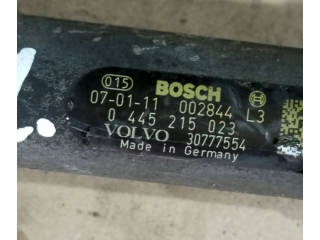 015 BOSCH
07-01-11 002844 L3
0 445 215 023
VOLVO 30777554
Made in Germany